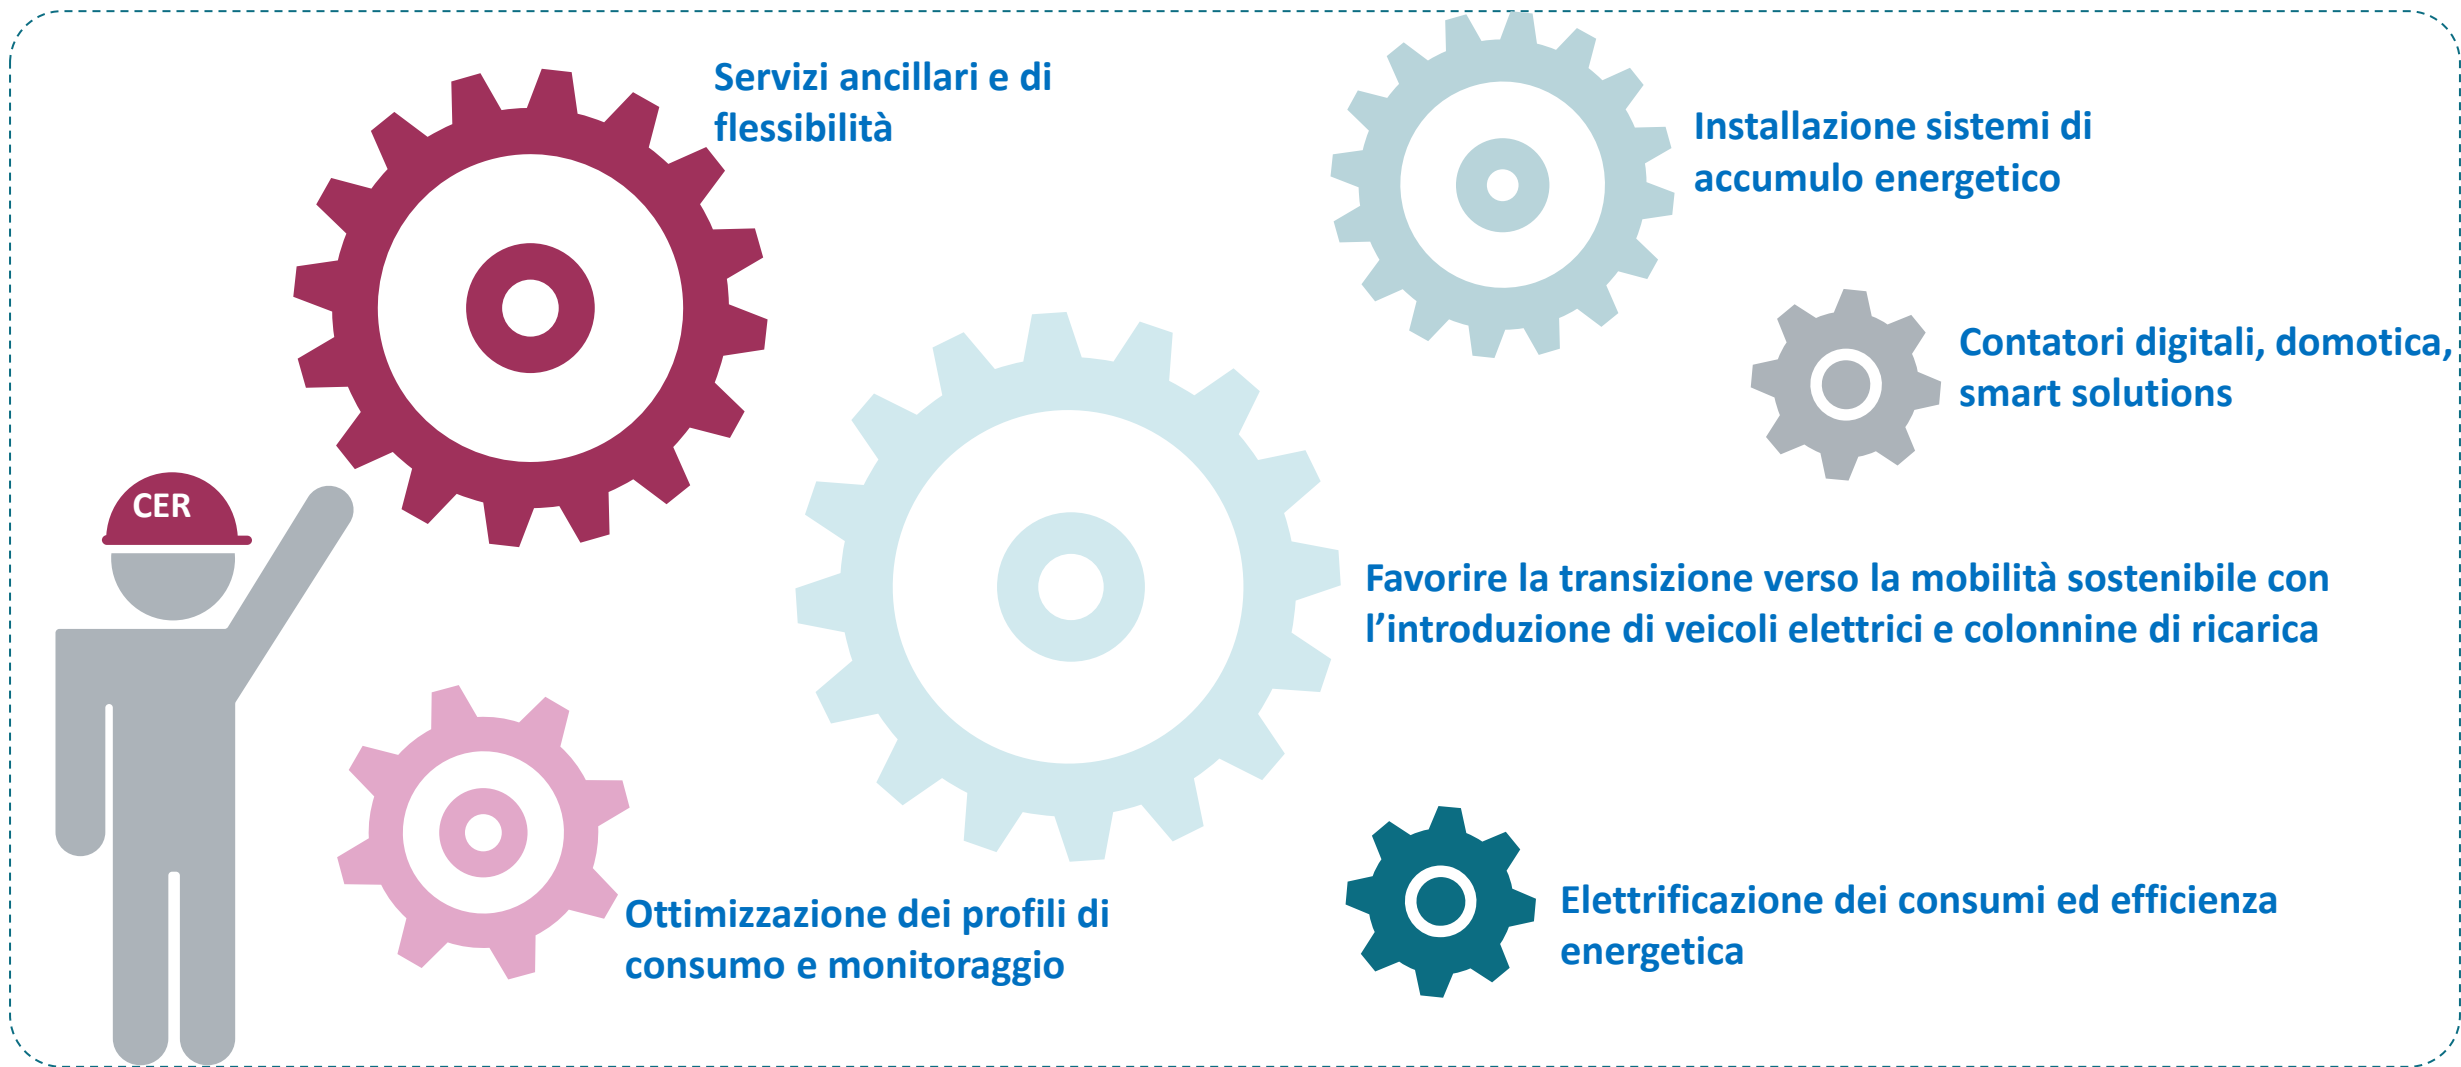 Servizi ancillari e di
flessibilità
Installazione sistemi di
accumulo energetico
Contatori digitali, domotica,
smart solutions
CER
Favorire la transizione verso la mobilità sostenibile con
l’introduzione di veicoli elettrici e colonnine di ricarica
Ottimizzazione dei profili di
consumo e monitoraggio
Elettrificazione dei consumi ed efficienza
energetica